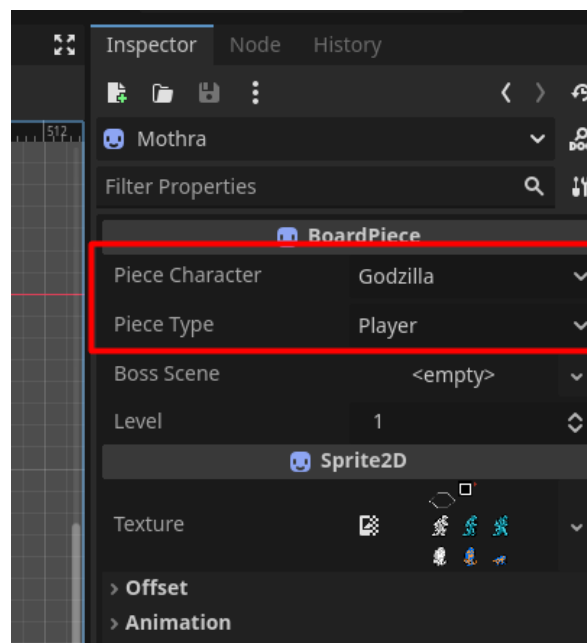 Inspector Node History
512
Mothra
DOC
Filter Properties
BoardPiece
Piece Character Godzilla
Piece Type Player
Boss Scene <empty>
Level 1
Sprite2D
Texture
Offset
Animation